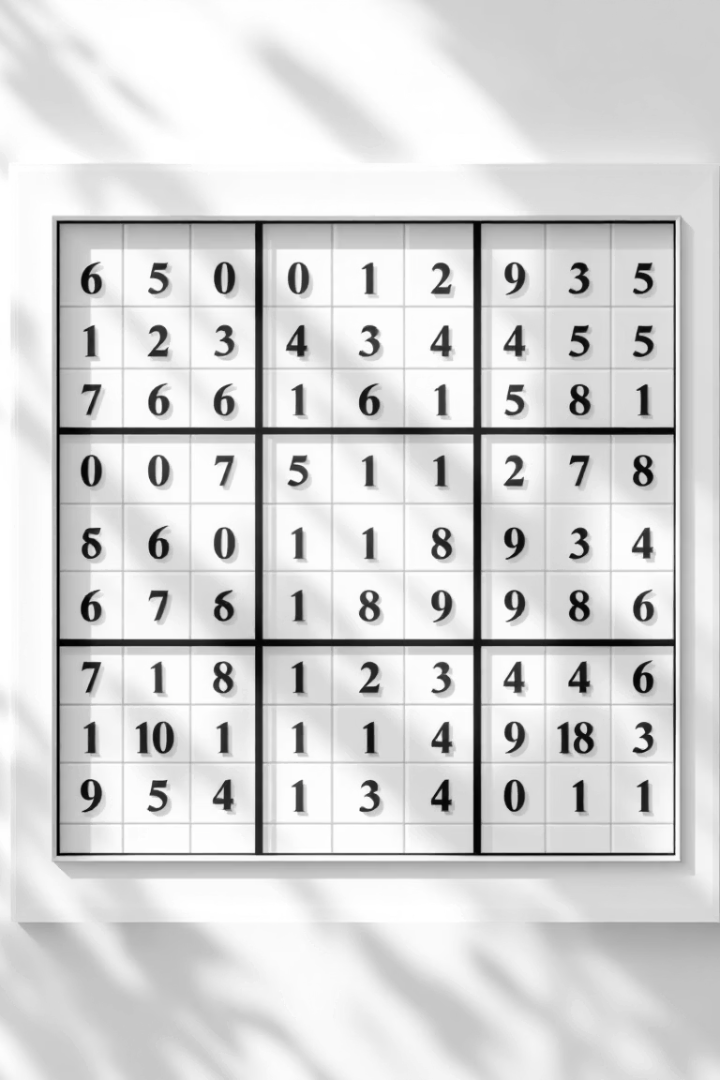 6 5 0 0 1 2 9 3 5
1 2 3 4 3 4 4 5 5
7 6 6 1 6 1 5 8 1
0 0 7 5 1 1 2 7 8
6 0 1 1 8 9 3 4
6 7 6 1 8 9 9 8 6
7 1 8 1 2 3 4 4 6
1 10 1 1 1 4 9 18 3
9 5 4 1 3 4 0 1 1